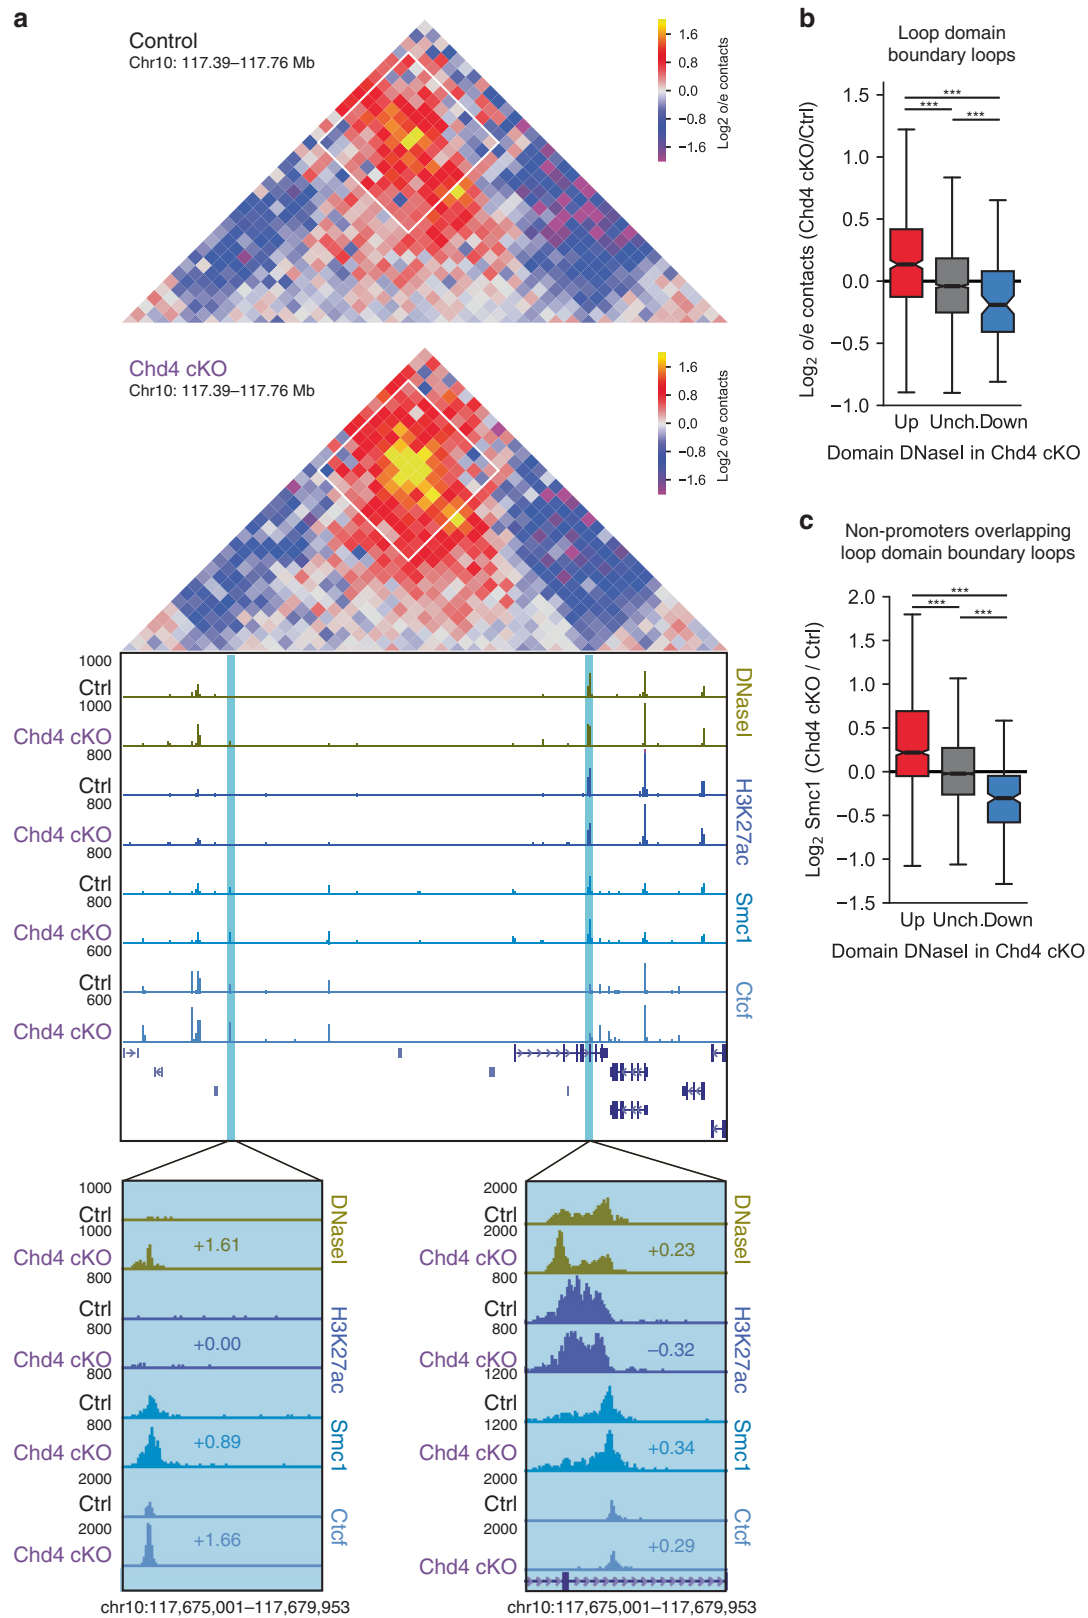 a
Control
Chr10: 117.39–117.76 Mb
1.6
0.8
0.0
−0.8
−1.6
Log2 o/e contacts
Chd4 cKO
Chr10: 117.39–117.76 Mb
1.6
0.8
0.0
−0.8
−1.6
Log2 o/e contacts
1000
Ctrl
1000
Chd4 cKO
DNaseI
800
Ctrl
800
Chd4 cKO
H3K27ac
800
Ctrl
800
Chd4 cKO
Smc1
600
Ctrl
600
Chd4 cKO
Ctcf
1000
Ctrl
1000
Chd4 cKO
+1.61
DNaseI
800
Ctrl
800
Chd4 cKO
+0.00
H3K27ac
800
Ctrl
800
Chd4 cKO
+0.89
Smc1
2000
Ctrl
2000
Chd4 cKO
+1.66
Ctcf
chr10:117,675,001–117,679,953
2000
Ctrl
2000
Chd4 cKO
+0.23
DNaseI
800
Ctrl
800
Chd4 cKO
−0.32
H3K27ac
1200
Ctrl
1200
Chd4 cKO
+0.34
Smc1
2000
Ctrl
2000
Chd4 cKO
+0.29
Ctcf
chr10:117,675,001–117,679,953
b
Loop domain
boundary loops
Log2 o/e contacts (Chd4 cKO/Ctrl)
1.5
1.0
0.5
0.0
−0.5
−1.0
***
***
***
Up Unch. Down
Domain DNaseI in Chd4 cKO
c
Non-promoters overlapping
loop domain boundary loops
Log2 Smc1 (Chd4 cKO / Ctrl)
2.0
1.5
1.0
0.5
0.0
−0.5
−1.0
−1.5
***
***
***
Up Unch. Down
Domain DNaseI in Chd4 cKO